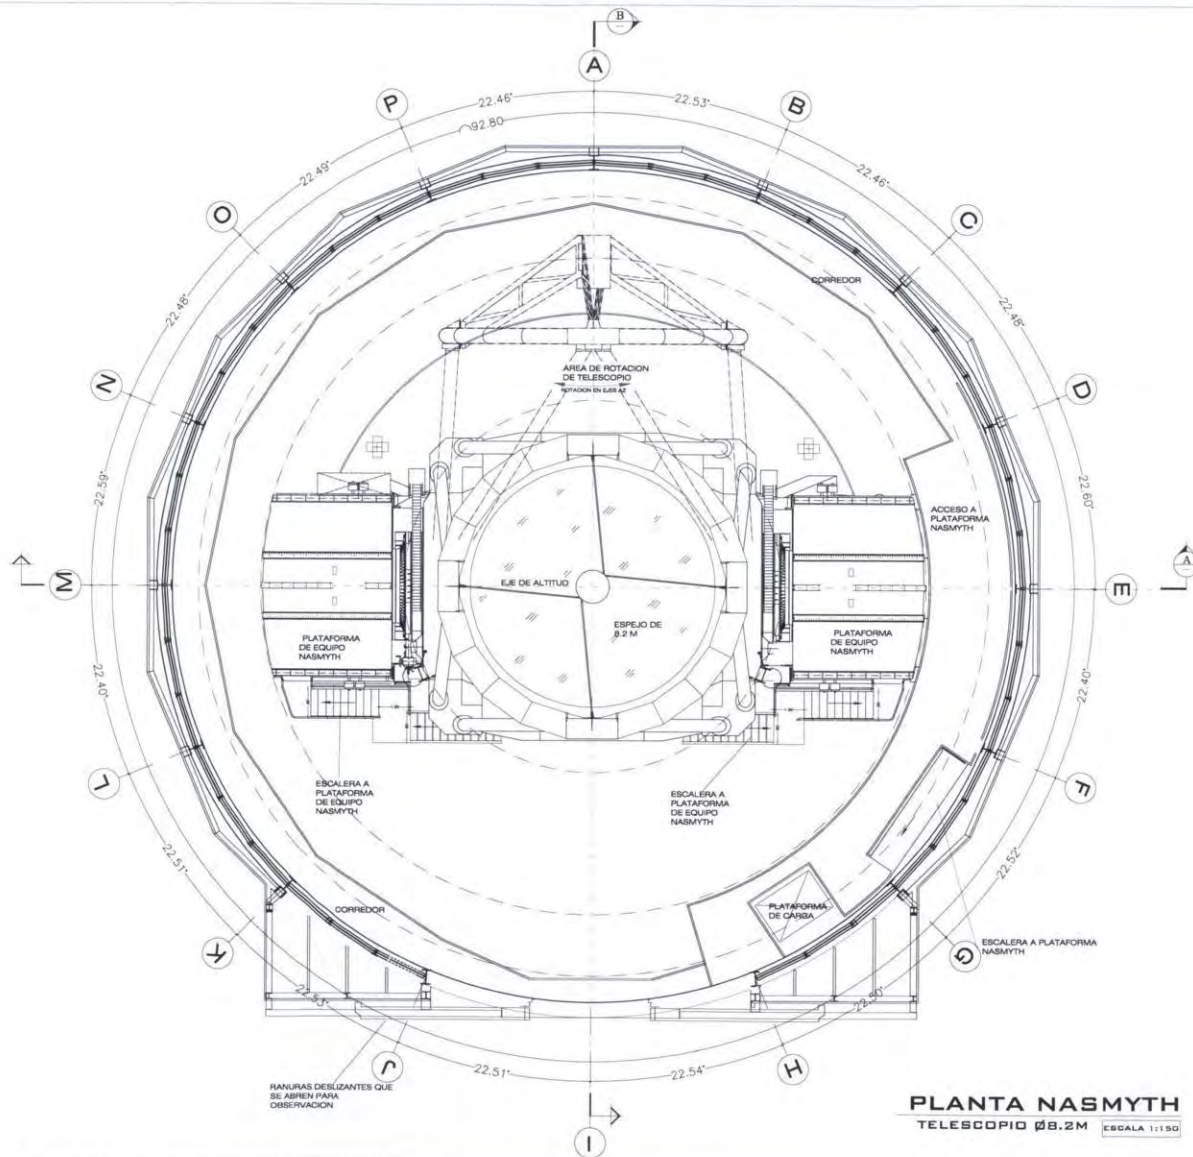 B
A
22.46°
22.53°
P
B
92.80
22.49°
22.46°
O
C
CORREDOR
22.48°
22.48°
AREA DE ROTACION
DE TELESCOPIO
ROTACION EN EJES AZ
N
D
22.59°
22.60°
ACCESO A
PLATAFORMA
NASMYTH
A
M
EJE DE ALTITUD
E
ESPEJO DE
8.2 M
PLATAFORMA
DE EQUIPO
NASMYTH
PLATAFORMA
DE EQUIPO
NASMYTH
22.40°
22.40°
L
F
ESCALERA A
PLATAFORMA
DE EQUIPO
NASMYTH
ESCALERA A
PLATAFORMA
DE EQUIPO
NASMYTH
22.51°
22.52°
CORREDOR
PLATAFORMA
DE CARGA
K
G
ESCALERA A PLATAFORMA
NASMYTH
22.53°
22.50°
J
H
22.51°
22.54°
RANURAS DESLIZANTES QUE
SE ABREN PARA
OBSERVACION
I
PLANTA NASMYTH
TELESCOPIO Ø8.2M ESCALA 1:150